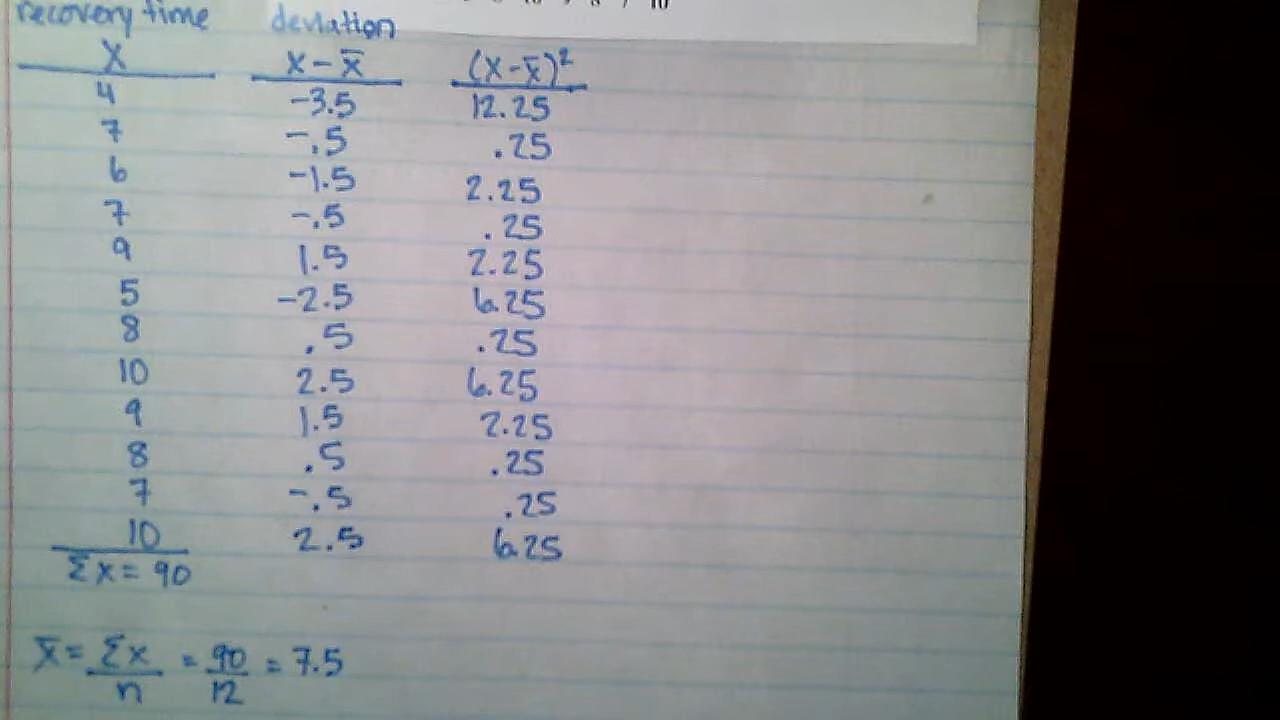 recovery time deviation
X X-x̄ (X-x̄)²
4 -3.5 12.25
7 -.5 .25
6 -1.5 2.25
7 -.5 .25
9 1.5 2.25
5 -2.5 6.25
8 .5 .25
10 2.5 6.25
9 1.5 2.25
8 .5 .25
7 -.5 .25
10 2.5 6.25
Σx = 90
x̄ = Σx/n = 90/12 = 7.5